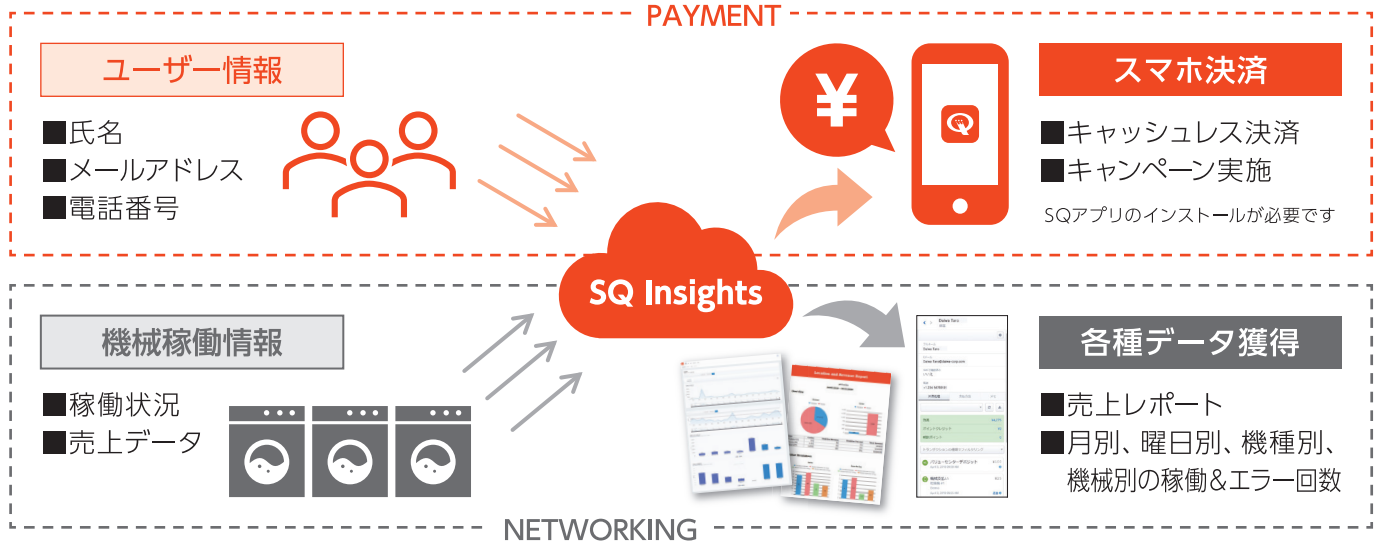 PAYMENT
ユーザー情報
■氏名
■メールアドレス
■電話番号
¥
Q
スマホ決済
■キャッシュレス決済
■キャンペーン実施
SQアプリのインストールが必要です
SQ Insights
機械稼働情報
■稼働状況
■売上データ
各種データ獲得
■売上レポート
■月別、曜日別、機種別、
機械別の稼働&エラー回数
NETWORKING